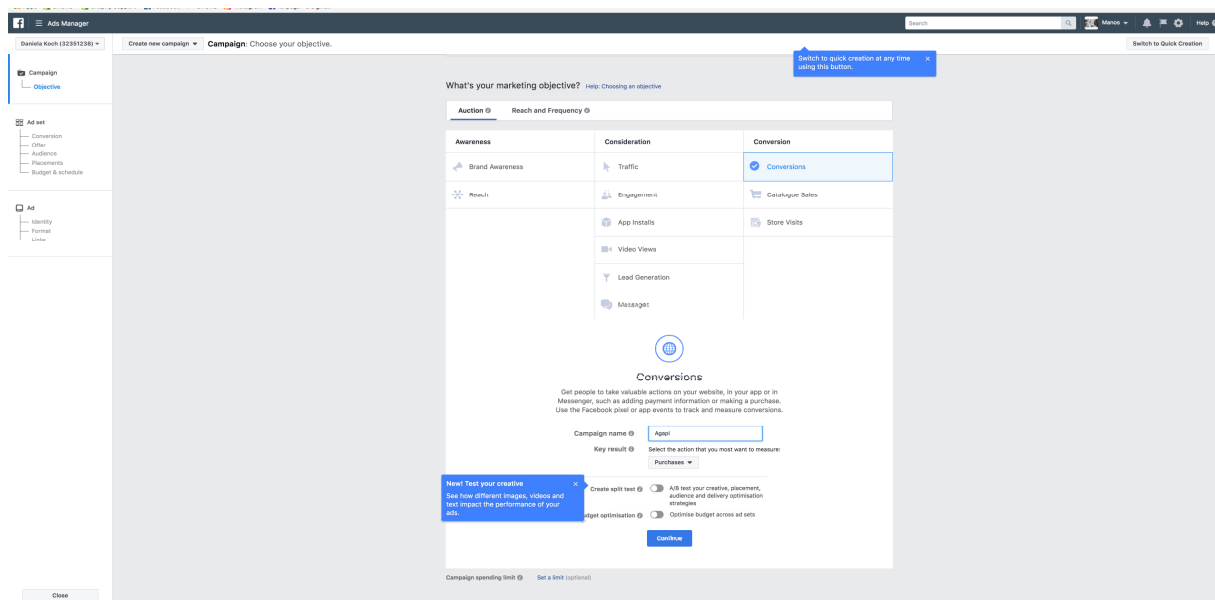 Ads Manager
Search
Manos
Help
Daniela Koch (32351238)
Create new campaign
Campaign: Choose your objective.
Switch to Quick Creation
Switch to quick creation at any time
using this button.
Campaign
Objective
Ad set
Conversion
Offer
Audience
Placements
Budget & schedule
Ad
Identity
Format
Links
Close
What's your marketing objective? Help: Choosing an objective
Auction
Reach and Frequency
Awareness
Consideration
Conversion
Brand Awareness
Traffic
Conversions
Reach
Engagement
Catalogue Sales
App Installs
Store Visits
Video Views
Lead Generation
Messages
Conversions
Get people to take valuable actions on your website, in your app or in
Messenger, such as adding payment information or making a purchase.
Use the Facebook pixel or app events to track and measure conversions.
Campaign name
Agapi
Key result
Select the action that you most want to measure:
Purchases
New! Test your creative
See how different images, videos and
text impact the performance of your
ads.
Create split test
A/B test your creative, placement,
audience and delivery optimisation
strategies
optimisation
Optimise budget across ad sets
Continue
Campaign spending limit
Set a limit (optional)